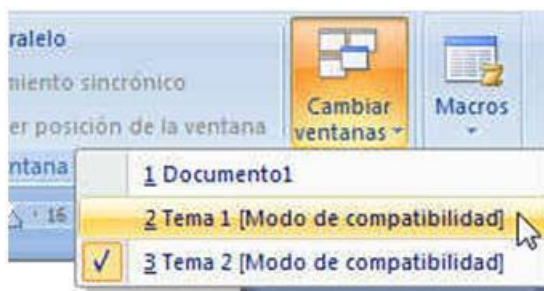 ralelo
miento sincrónico
er posición de la ventana
ntana
Cambiar
ventanas
Macros
16
1 Documento1
2 Tema 1 [Modo de compatibilidad]
3 Tema 2 [Modo de compatibilidad]